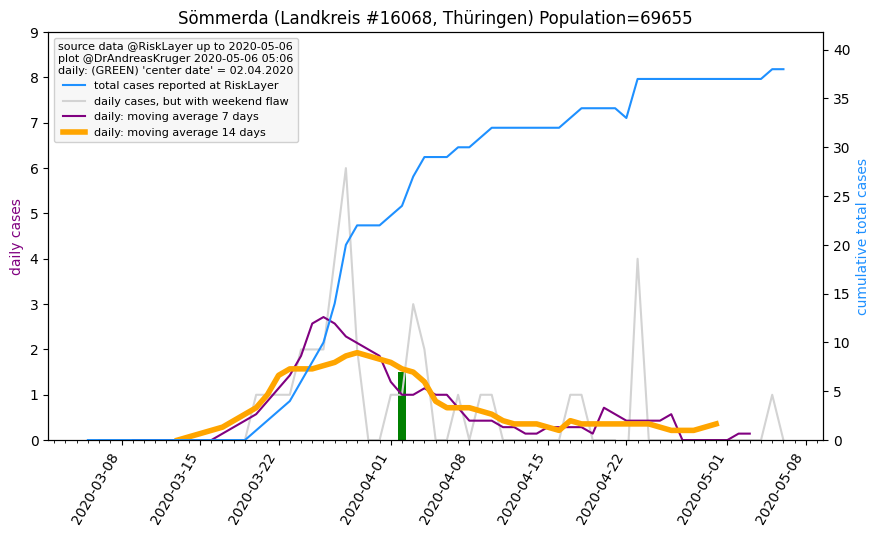 Sömmerda (Landkreis #16068, Thüringen) Population=69655
source data @RiskLayer up to 2020-05-06
plot @DrAndreasKruger 2020-05-06 05:06
daily: (GREEN) 'center date' = 02.04.2020
total cases reported at RiskLayer
daily cases, but with weekend flaw
daily: moving average 7 days
daily: moving average 14 days
daily cases
9
8
7
6
5
4
3
2
1
0
cumulative total cases
40
35
30
25
20
15
10
5
0
2020-03-08
2020-03-15
2020-03-22
2020-04-01
2020-04-08
2020-04-15
2020-04-22
2020-05-01
2020-05-08